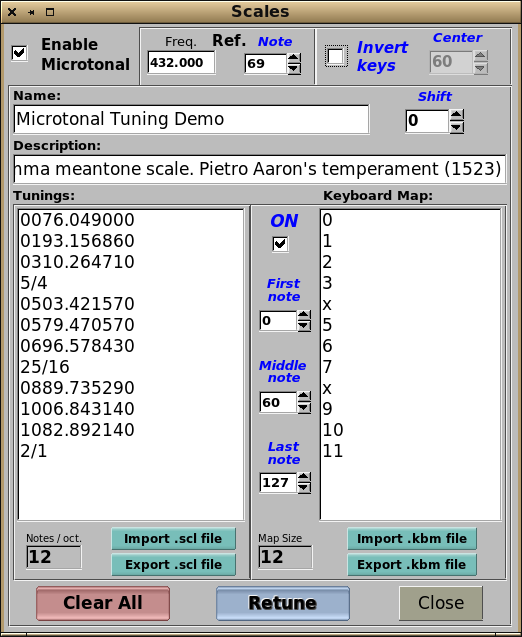 Scales
Enable
Microtonal
Freq. Ref. Note
432.000 69
Invert
keys
Center
60
Name:
Microtonal Tuning Demo
Shift
0
Description:
mma meantone scale. Pietro Aaron's temperament (1523)
Tunings:
0076.049000
0193.156860
0310.264710
5/4
0503.421570
0579.470570
0696.578430
25/16
0889.735290
1006.843140
1082.892140
2/1
ON
First
note
0
Middle
note
60
Last
note
127
Keyboard Map:
0
1
2
3
x
5
6
7
x
9
10
11
Notes / oct.
12
Import .scl file
Export .scl file
Map Size
12
Import .kbm file
Export .kbm file
Clear All
Retune
Close